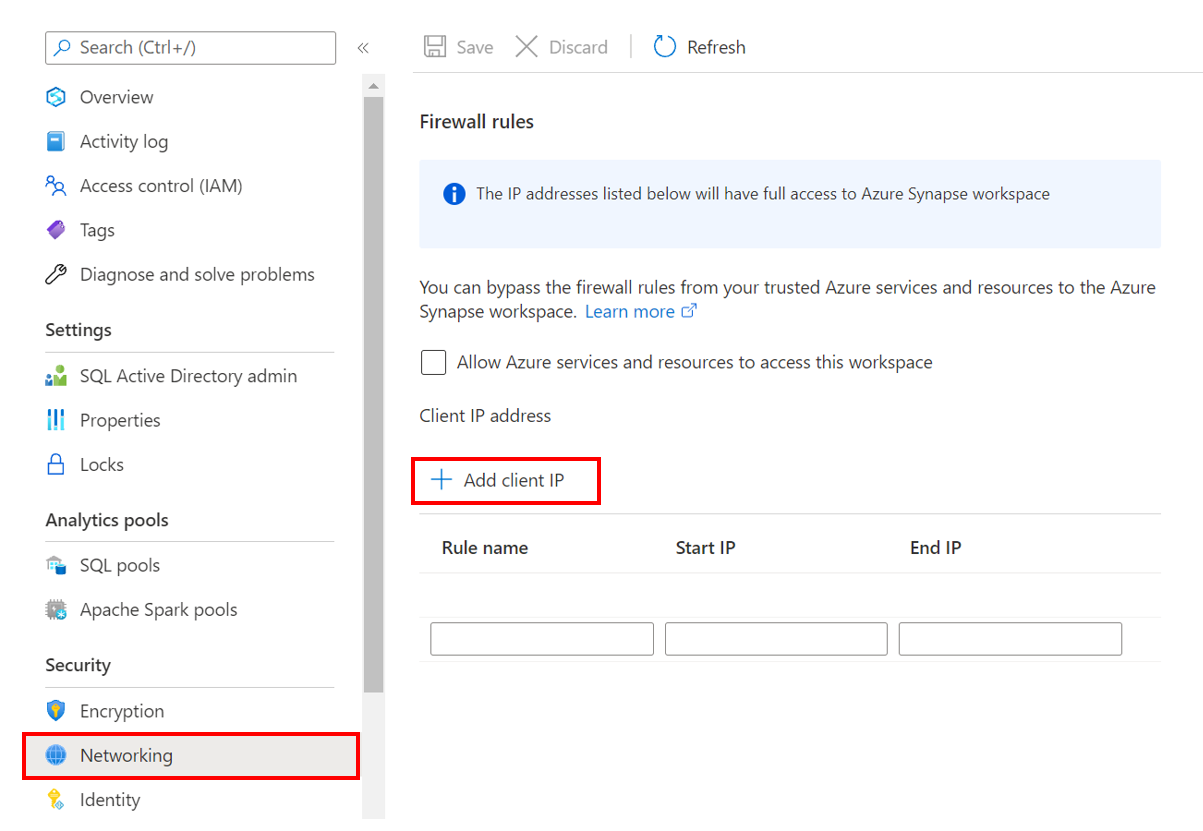 Search (Ctrl+/)
«
Overview
Activity log
Access control (IAM)
Tags
Diagnose and solve problems
Settings
SQL Active Directory admin
Properties
Locks
Analytics pools
SQL pools
Apache Spark pools
Security
Encryption
Networking
Identity
Save Discard Refresh
Firewall rules
The IP addresses listed below will have full access to Azure Synapse workspace
You can bypass the firewall rules from your trusted Azure services and resources to the Azure
Synapse workspace. Learn more
Allow Azure services and resources to access this workspace
Client IP address
Add client IP
Rule name Start IP End IP